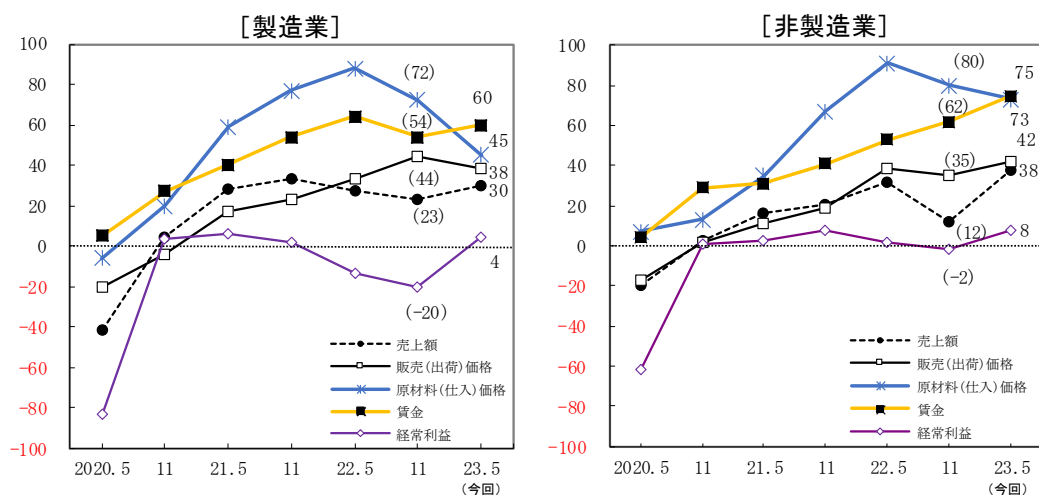 [製造業]
100
80
60
40
20
0
-20
-40
-60
-80
-100
(72)
(54)
(44)
(23)
(-20)
60
45
38
30
4
売上額
販売(出荷)価格
原材料(仕入)価格
賃金
経常利益
2020.5 11 21.5 11 22.5 11 23.5
(今回)
[非製造業]
100
80
60
40
20
0
-20
-40
-60
-80
-100
(80)
(62)
(35)
(12)
(-2)
75
73
42
38
8
売上額
販売(出荷)価格
原材料(仕入)価格
賃金
経常利益
2020.5 11 21.5 11 22.5 11 23.5
(今回)